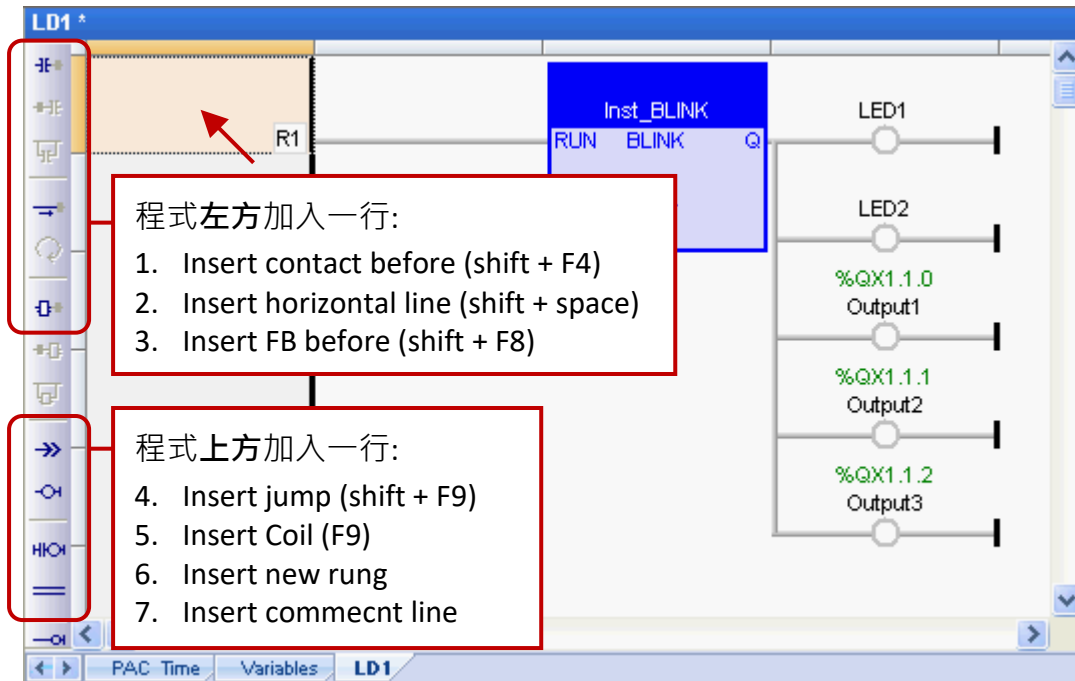 LD1 *
R1
Inst_BLINK
RUN BLINK Q
LED1
LED2
%QX1.1.0
Output1
%QX1.1.1
Output2
%QX1.1.2
Output3
程式左方加入一行:
1. Insert contact before (shift + F4)
2. Insert horizontal line (shift + space)
3. Insert FB before (shift + F8)
程式上方加入一行:
4. Insert jump (shift + F9)
5. Insert Coil (F9)
6. Insert new rung
7. Insert commecnt line
PAC Time Variables LD1